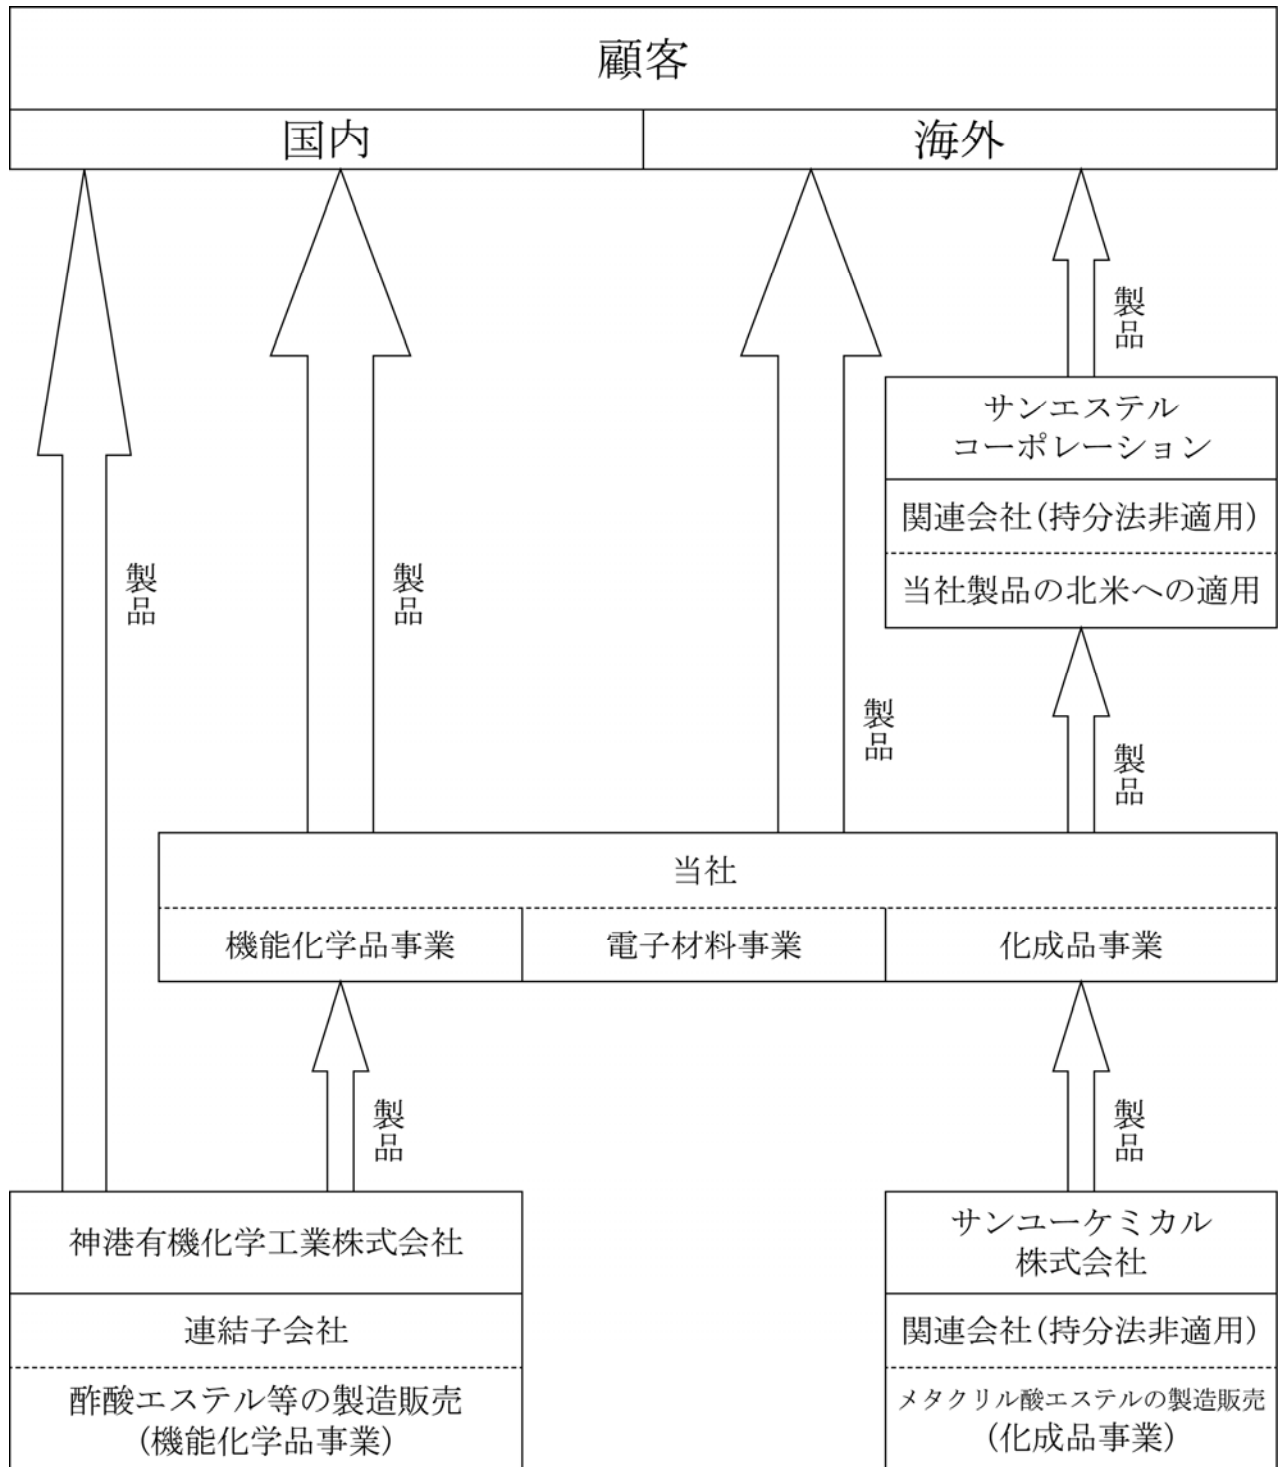 顧客
国内
海外
製品
サンエステル
コーポレーション
関連会社(持分法非適用)
当社製品の北米への適用
製品
製品
製品
製品
当社
機能化学品事業
電子材料事業
化成品事業
製品
製品
神港有機化学工業株式会社
連結子会社
酢酸エステル等の製造販売
(機能化学品事業)
サンユーケミカル
株式会社
関連会社(持分法非適用)
メタクリル酸エステルの製造販売
(化成品事業)